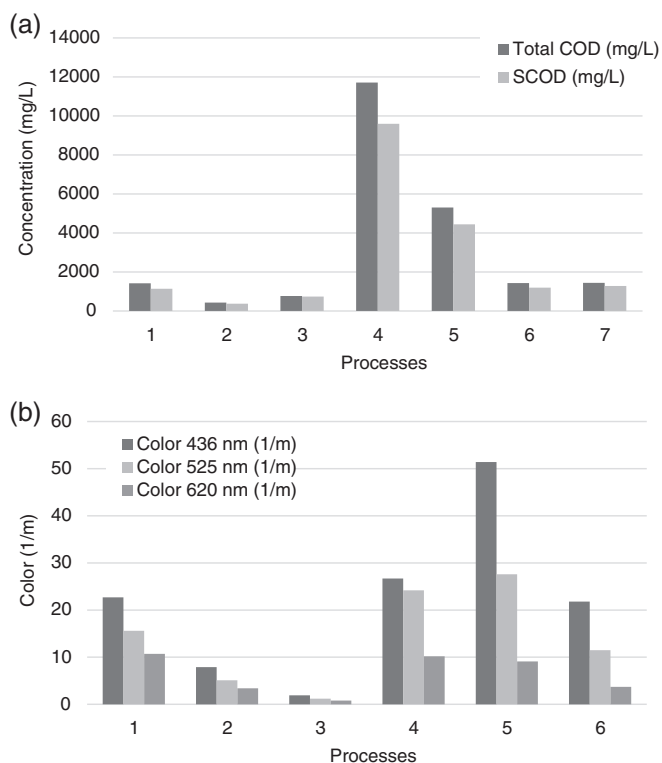 (a)
14000
12000
10000
8000
6000
4000
2000
0
Concentration (mg/L)
Total COD (mg/L)
SCOD (mg/L)
1 2 3 4 5 6 7
Processes
(b)
60
50
40
30
20
10
0
Color (1/m)
Color 436 nm (1/m)
Color 525 nm (1/m)
Color 620 nm (1/m)
1 2 3 4 5 6
Processes